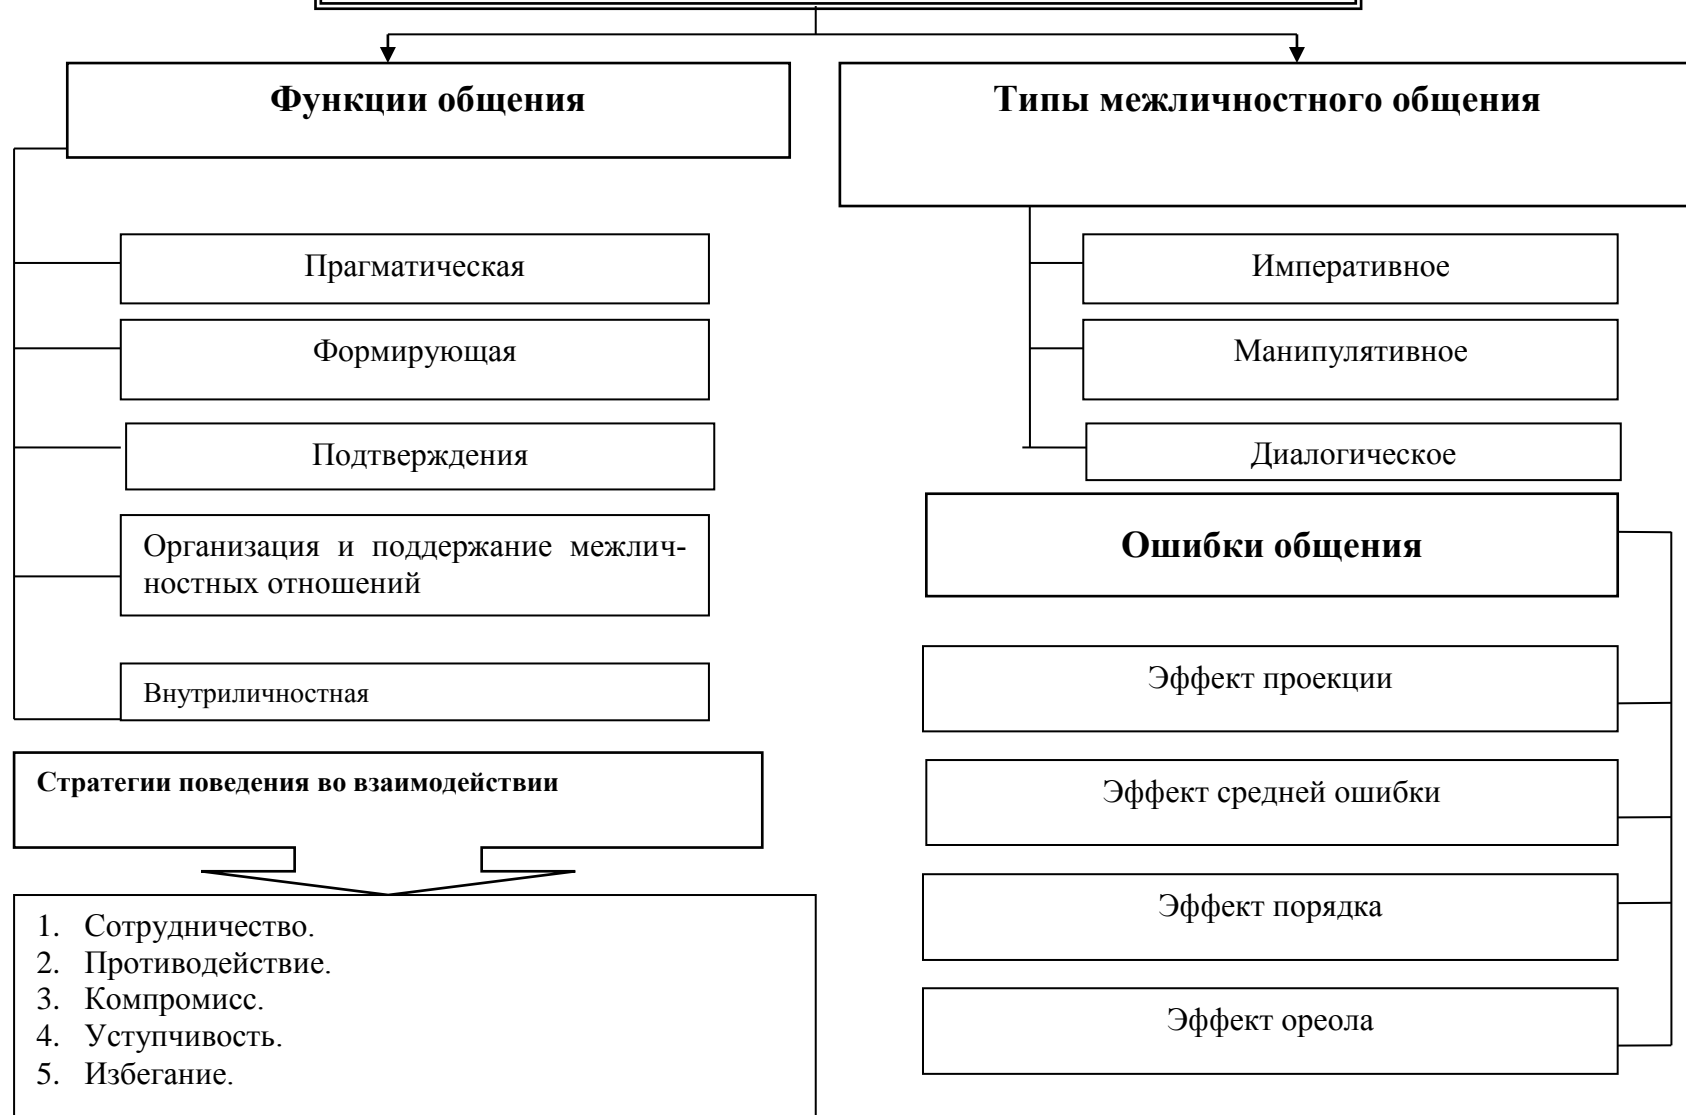 Функции общения
Прагматическая
Формирующая
Подтверждения
Организация и поддержание межлич-
ностных отношений
Внутриличностная
Типы межличностного общения
Императивное
Манипулятивное
Диалогическое
Ошибки общения
Эффект проекции
Эффект средней ошибки
Эффект порядка
Эффект ореола
Стратегии поведения во взаимодействии
1. Сотрудничество.
2. Противодействие.
3. Компромисс.
4. Уступчивость.
5. Избегание.